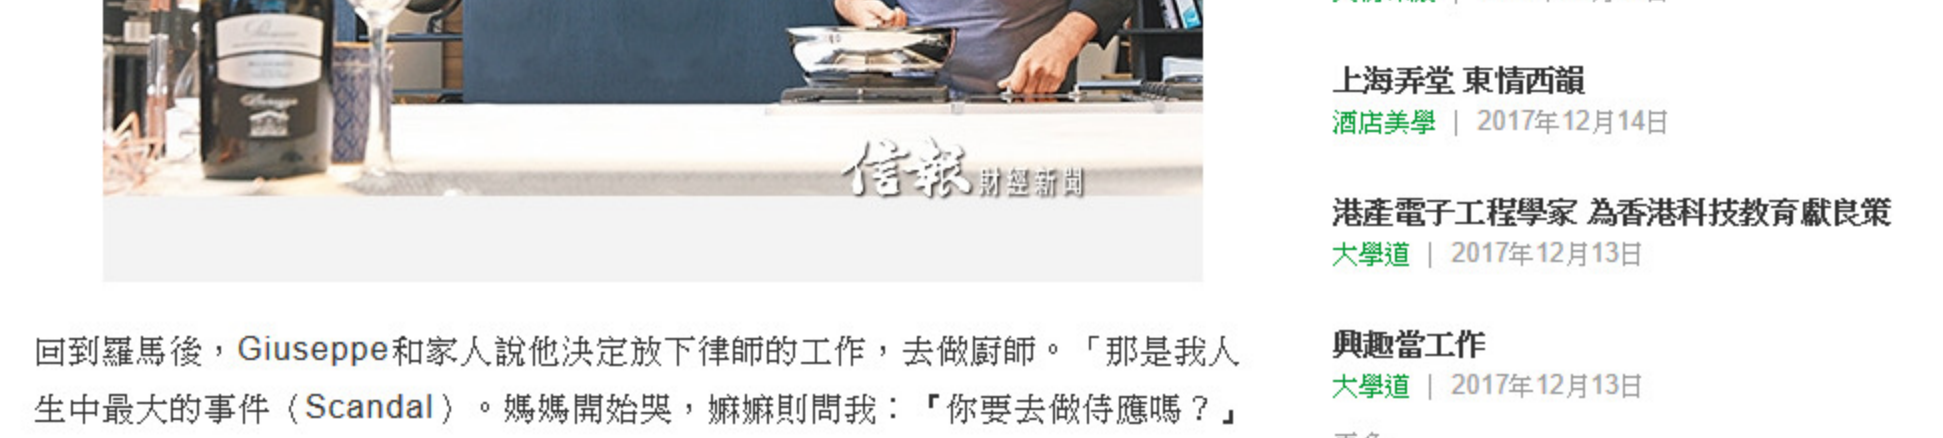 信報 財經新聞
回到羅馬後，Giuseppe和家人說他決定放下律師的工作，去做廚師。「那是我人
生中最大的事件（Scandal）。媽媽開始哭，嫲嫲則問我：『你要去做侍應嗎？』
上海弄堂 東情西韻
酒店美學 | 2017年12月14日
港產電子工程學家 為香港科技教育獻良策
大學道 | 2017年12月13日
興趣當工作
大學道 | 2017年12月13日